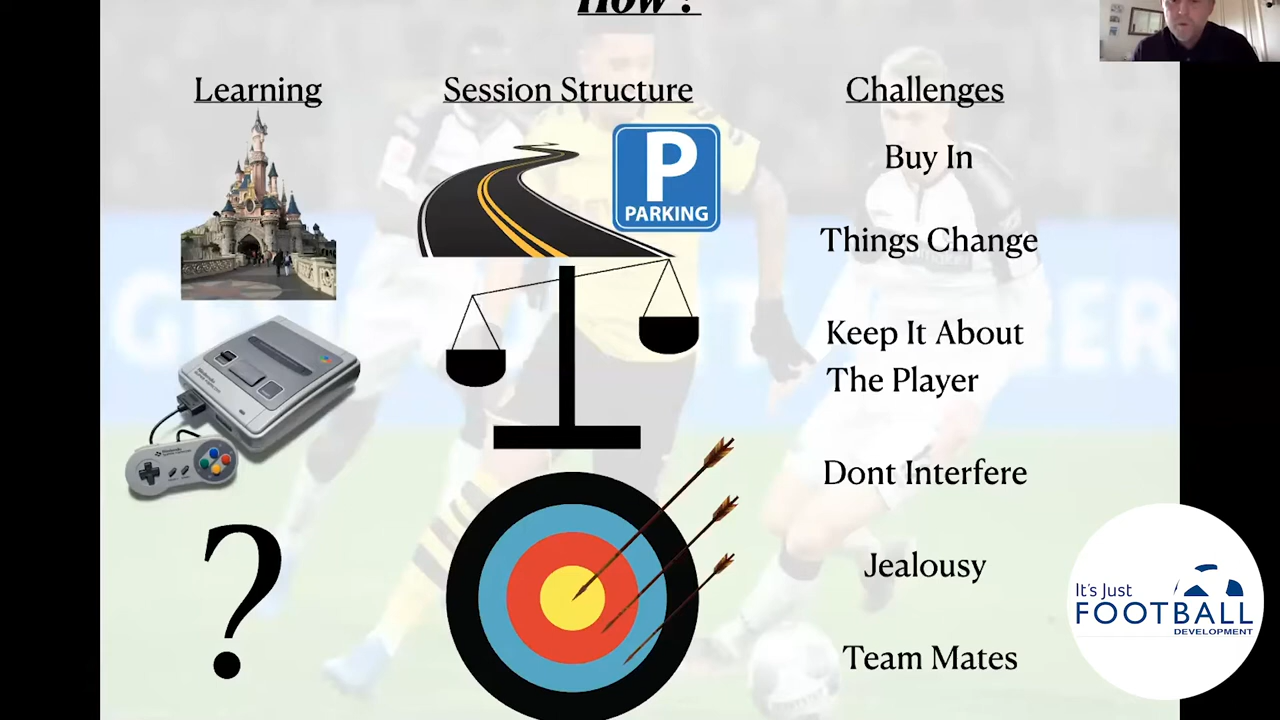 How ?
Learning
Session Structure
Challenges
P
PARKING
Buy In
Things Change
Keep It About
The Player
Dont Interfere
Jealousy
Team Mates
?
It's Just
FOOTBALL
DEVELOPMENT